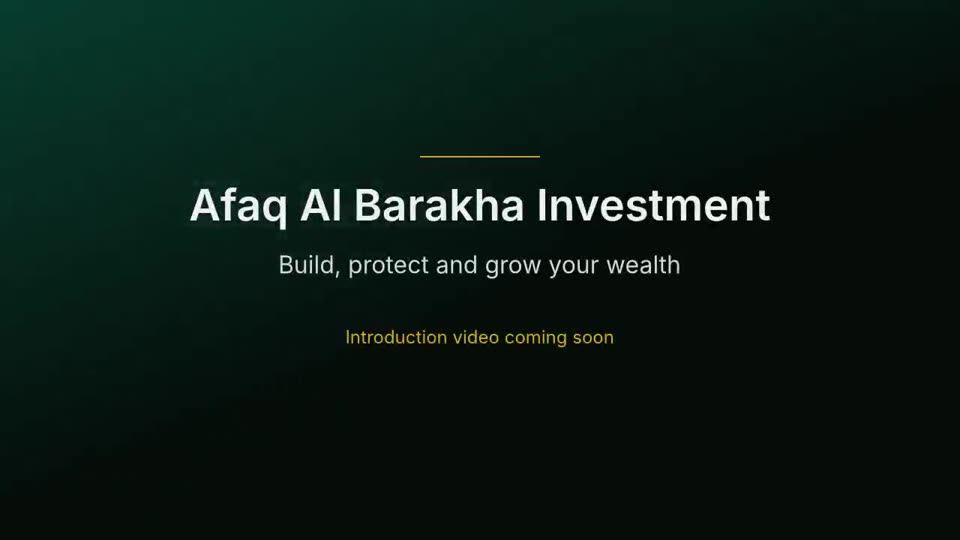 Afaq Al Barakha Investment
Build, protect and grow your wealth
Introduction video coming soon